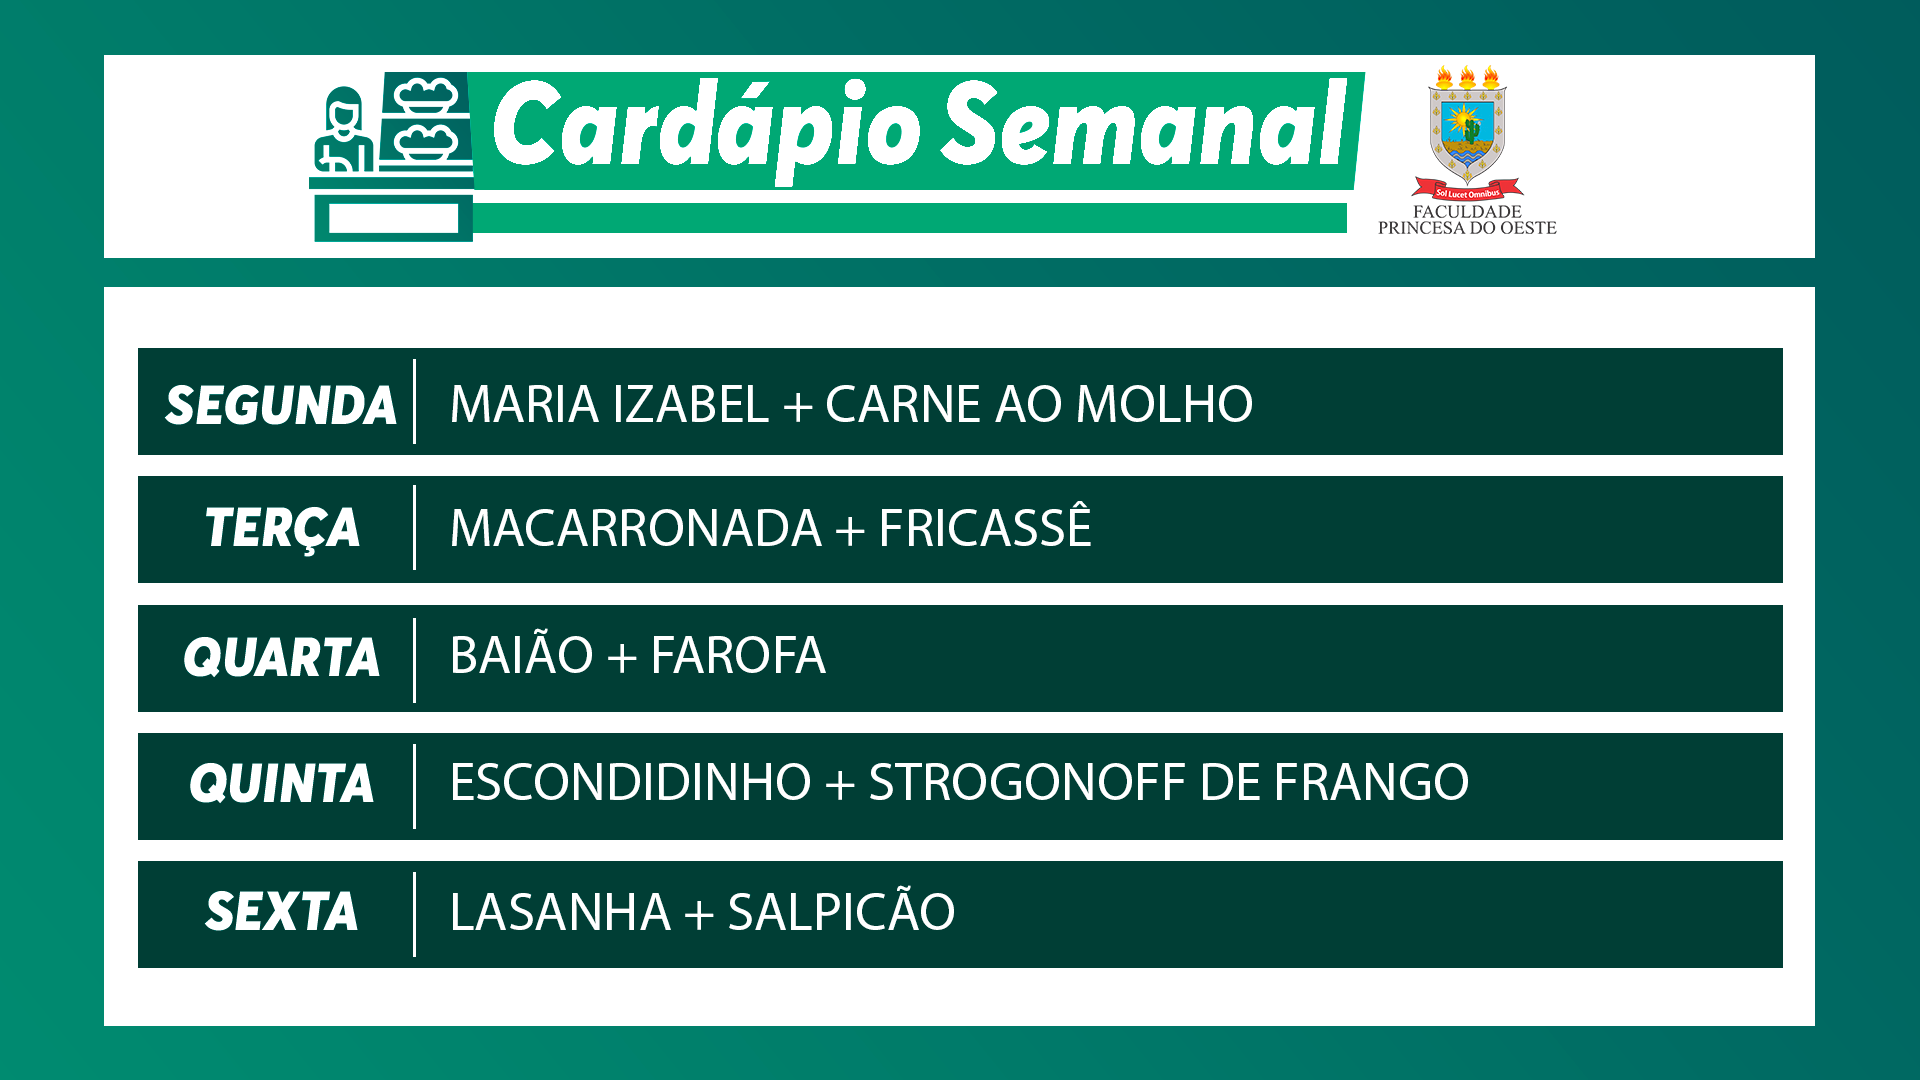 Cardápio Semanal
Sol Lucet Omnibus
FACULDADE
PRINCESA DO OESTE
SEGUNDA MARIA IZABEL + CARNE AO MOLHO
TERÇA MACARRONADA + FRICASSÊ
QUARTA BAIÃO + FAROFA
QUINTA ESCONDIDINHO + STROGONOFF DE FRANGO
SEXTA LASANHA + SALPICÃO